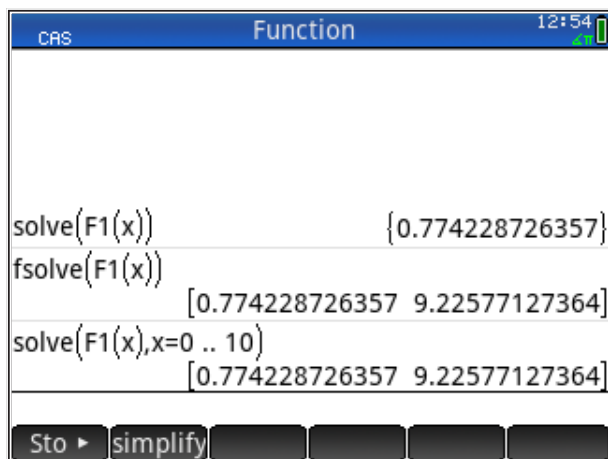 CAS Function 12:54
∡π
solve(F1(x)) {0.774228726357}
fsolve(F1(x))
[0.774228726357 9.22577127364]
solve(F1(x),x=0 .. 10)
[0.774228726357 9.22577127364]
Sto ► simplify